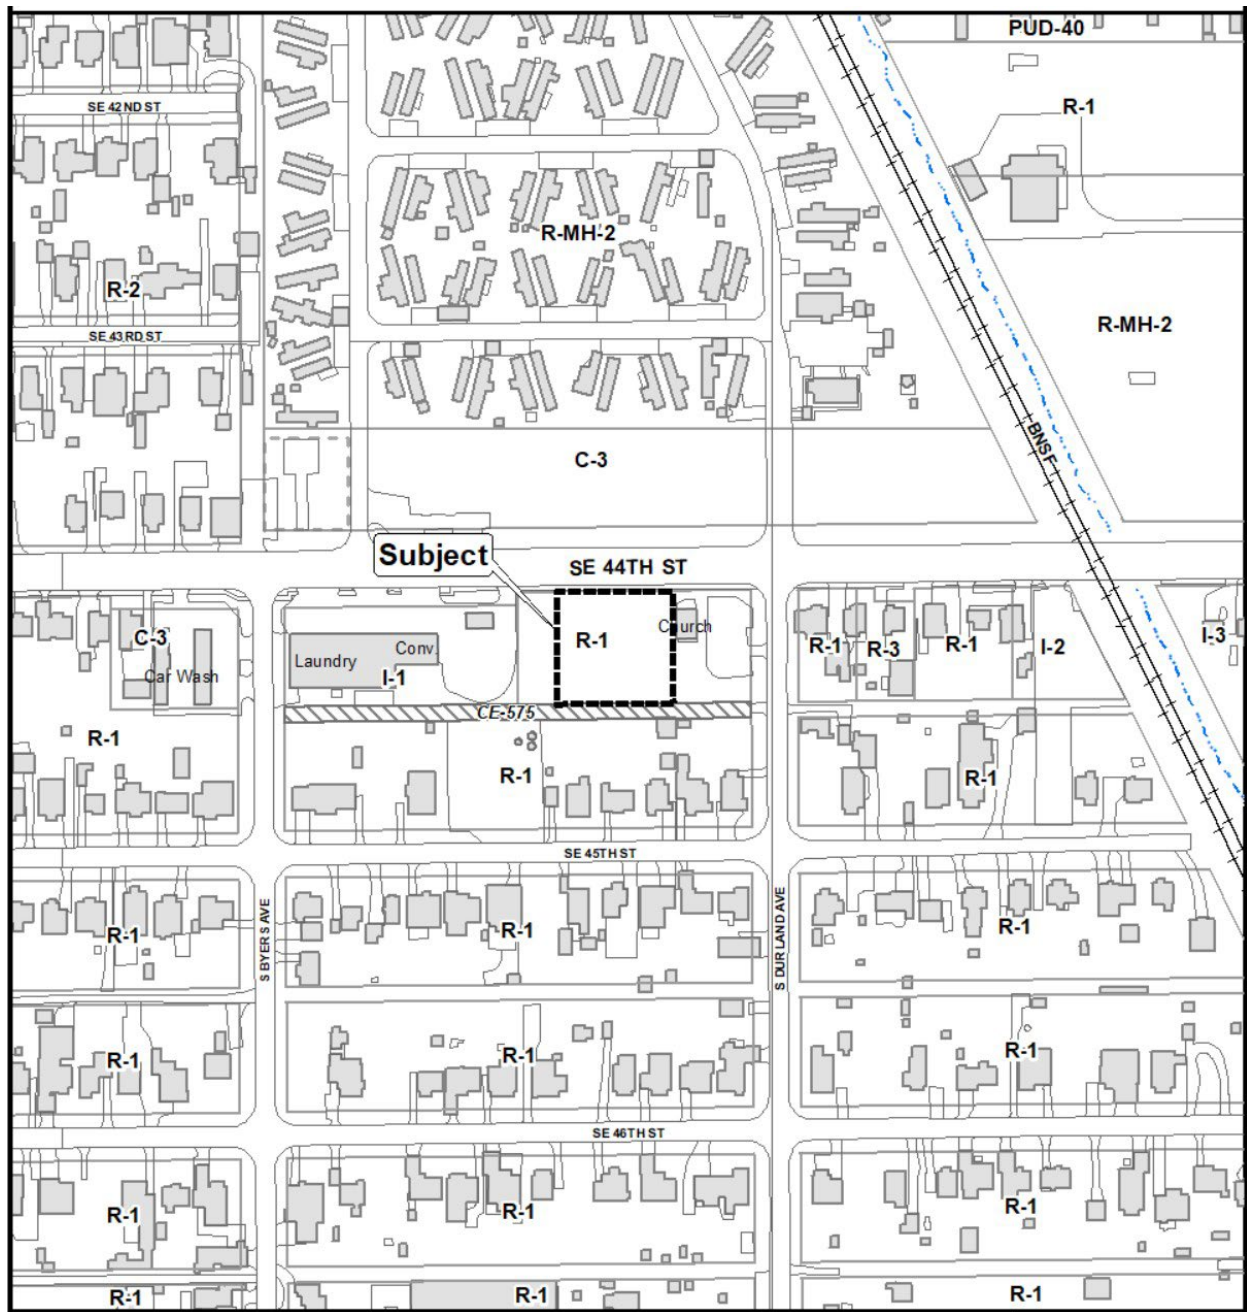 PUD-40
SE 42ND ST
R-1
R-MH-2
R-2
R-MH-2
SE 43RD ST
BNSF
C-3
Subject
SE 44TH ST
C-3
Car Wash
Laundry
Conv.
I-1
R-1
Church
R-1
R-3
R-1
I-2
I-3
CE-575
R-1
R-1
R-1
SE 45TH ST
S BYERS AVE
S DURLAND AVE
R-1
R-1
R-1
R-1
R-1
R-1
SE 46TH ST
R-1
R-1
R-1
R-1
R-1
R-1